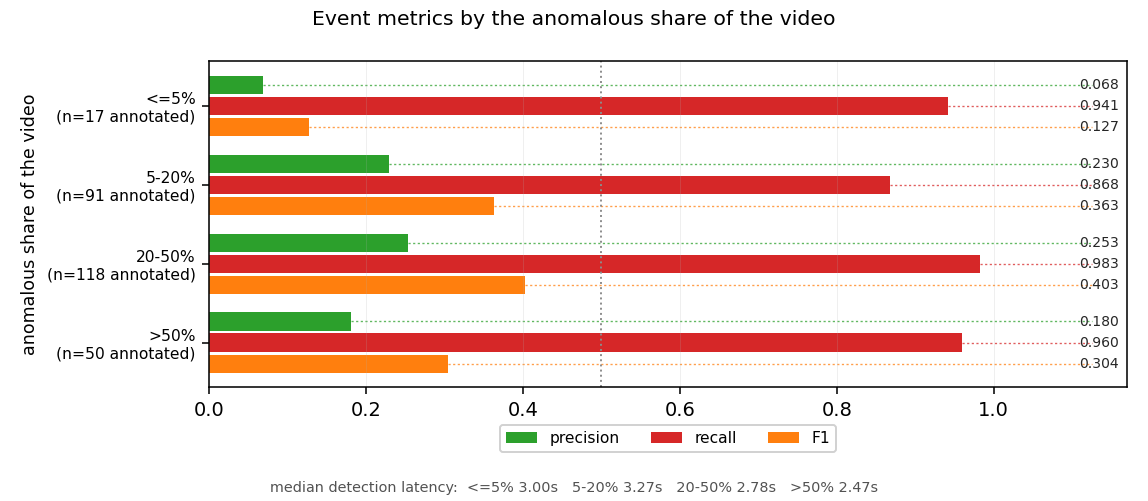 Event metrics by the anomalous share of the video
anomalous share of the video
<=5%
(n=17 annotated)
0.068
0.941
0.127
5-20%
(n=91 annotated)
0.230
0.868
0.363
20-50%
(n=118 annotated)
0.253
0.983
0.403
>50%
(n=50 annotated)
0.180
0.960
0.304
0.0 0.2 0.4 0.6 0.8 1.0
precision recall F1
median detection latency: <=5% 3.00s 5-20% 3.27s 20-50% 2.78s >50% 2.47s